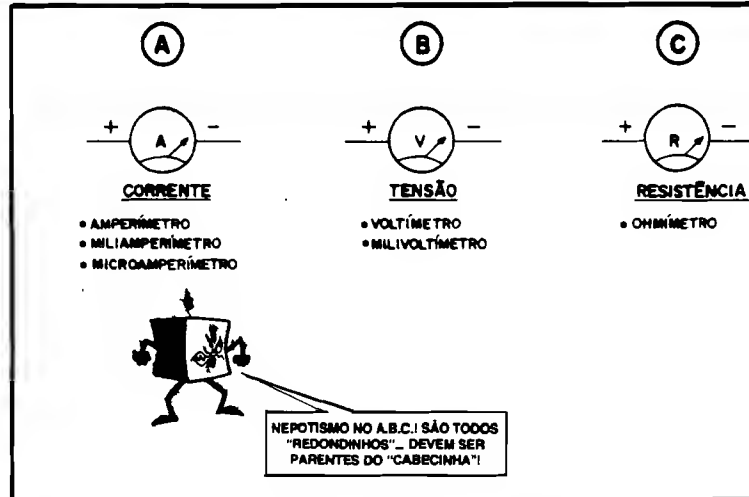 A
B
C
+ A -
+ V -
+ R -
CORRENTE
• AMPERÍMETRO
• MILIAMPERÍMETRO
• MICROAMPERÍMETRO
TENSÃO
• VOLTÍMETRO
• MILIVOLTÍMETRO
RESISTÊNCIA
• OHMÍMETRO
NEPOTISMO NO A.B.C.! SÃO TODOS
"REDONDINHOS"... DEVEM SER
PARENTES DO "CABECINHA"!